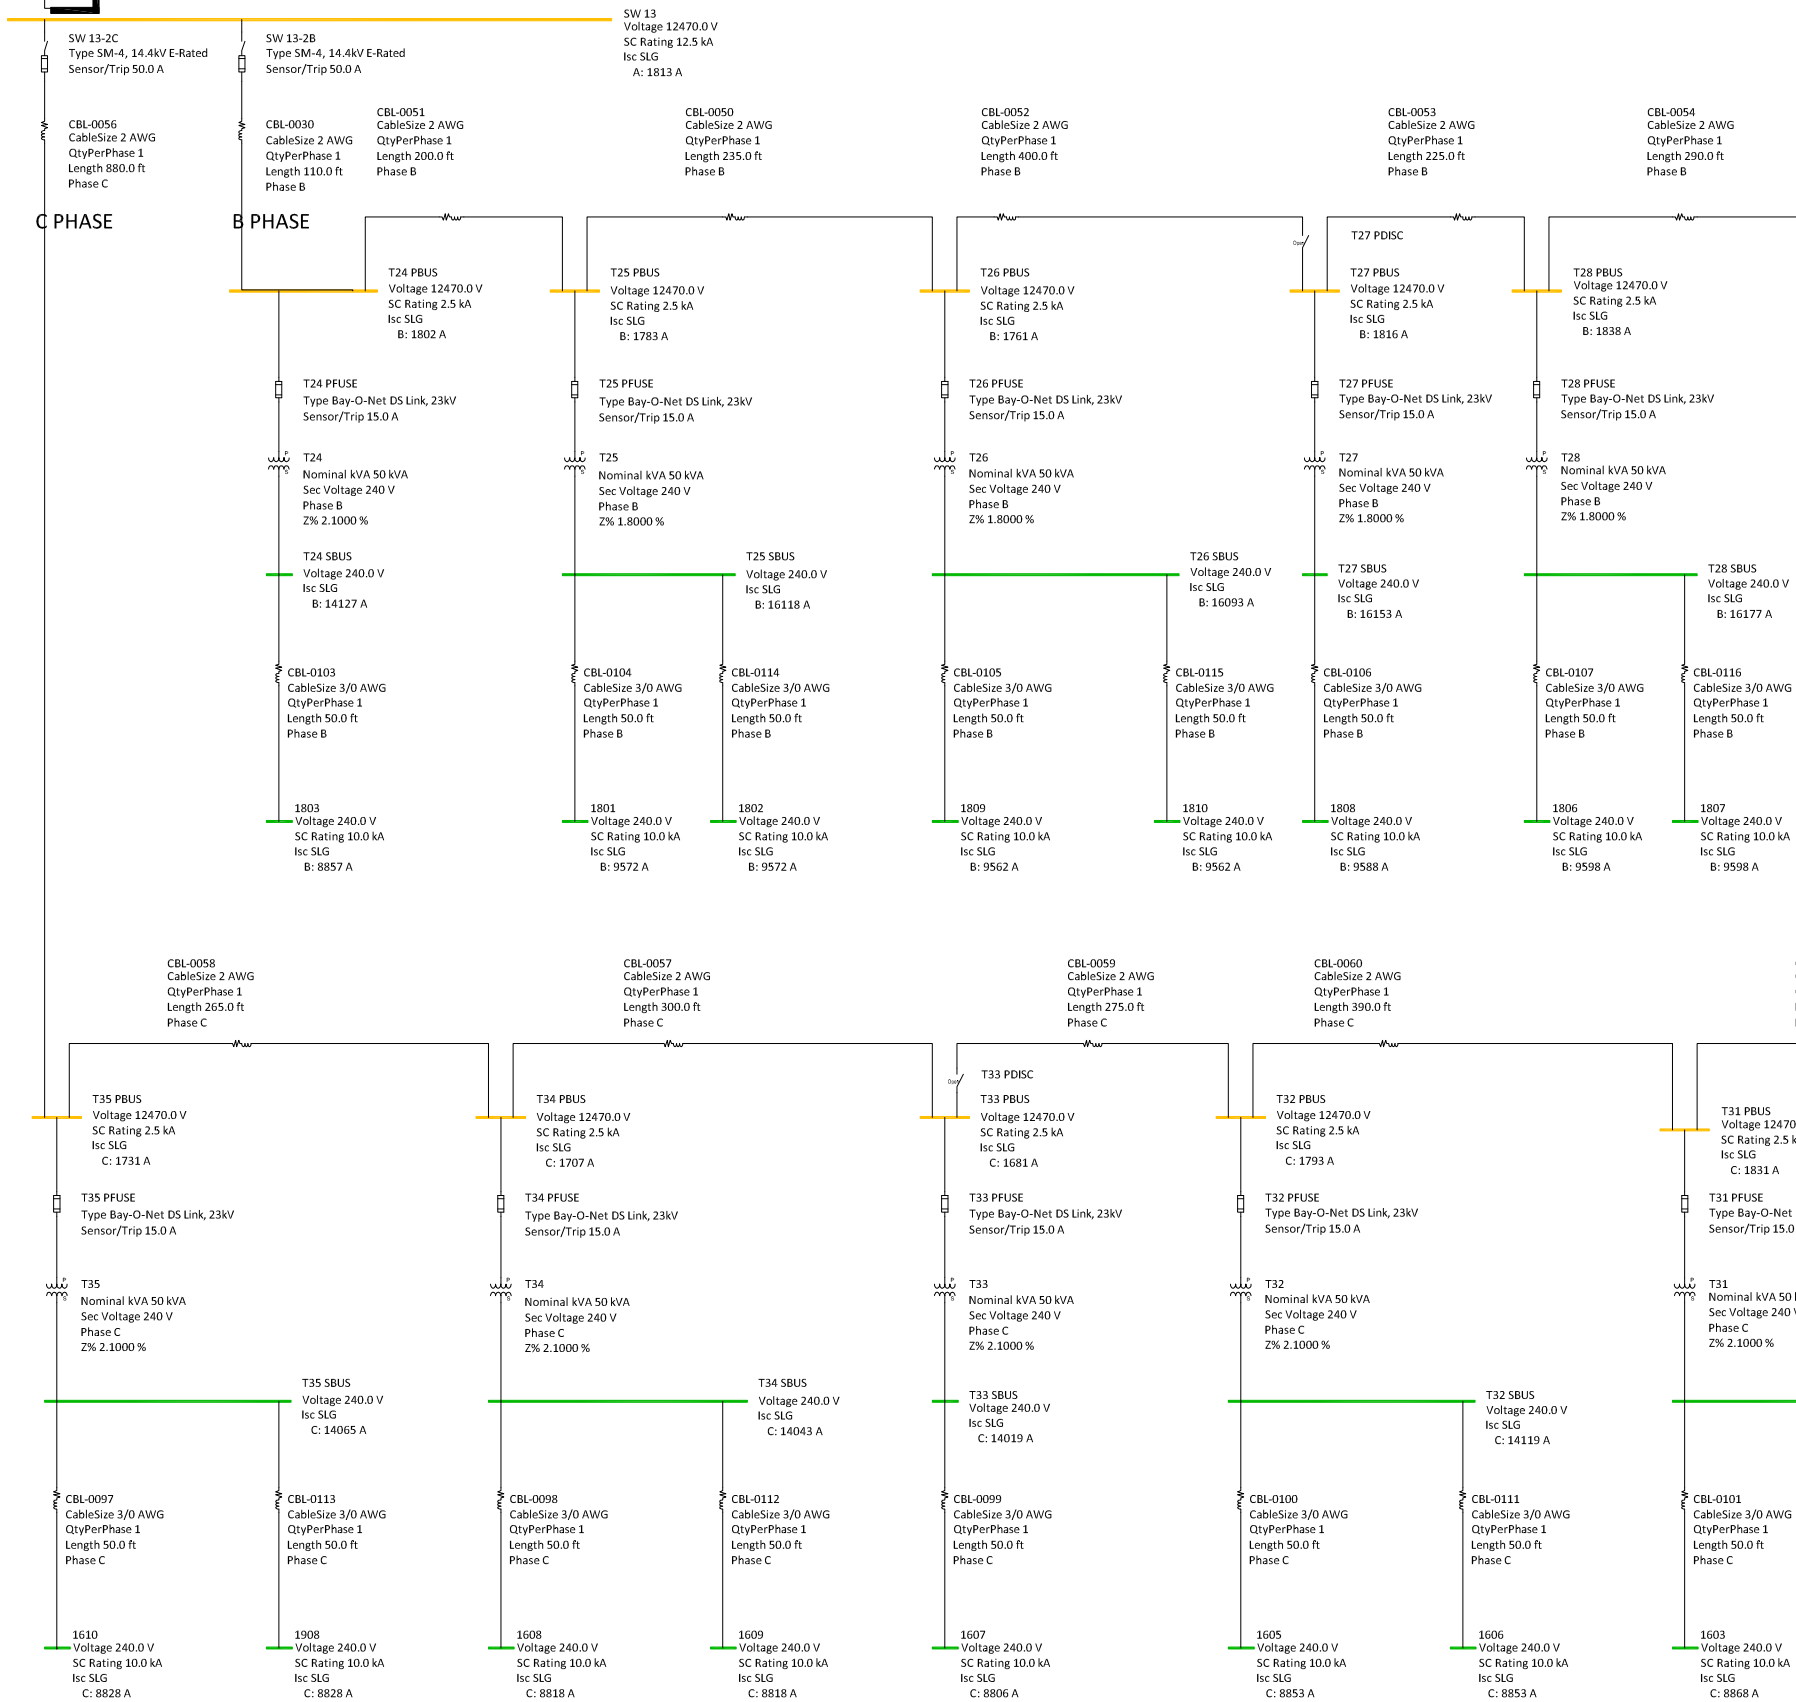 SW 13
Voltage 12470.0 V
SC Rating 12.5 kA
Isc SLG
A: 1813 A
SW 13-2C
Type SM-4, 14.4kV E-Rated
Sensor/Trip 50.0 A
SW 13-2B
Type SM-4, 14.4kV E-Rated
Sensor/Trip 50.0 A
CBL-0056
CableSize 2 AWG
QtyPerPhase 1
Length 880.0 ft
Phase C
CBL-0030
CableSize 2 AWG
QtyPerPhase 1
Length 110.0 ft
Phase B
CBL-0051
CableSize 2 AWG
QtyPerPhase 1
Length 200.0 ft
Phase B
CBL-0050
CableSize 2 AWG
QtyPerPhase 1
Length 235.0 ft
Phase B
CBL-0052
CableSize 2 AWG
QtyPerPhase 1
Length 400.0 ft
Phase B
CBL-0053
CableSize 2 AWG
QtyPerPhase 1
Length 225.0 ft
Phase B
CBL-0054
CableSize 2 AWG
QtyPerPhase 1
Length 290.0 ft
Phase B
C PHASE
B PHASE
Open
T27 PDISC
T24 PBUS
Voltage 12470.0 V
SC Rating 2.5 kA
Isc SLG
B: 1802 A
T25 PBUS
Voltage 12470.0 V
SC Rating 2.5 kA
Isc SLG
B: 1783 A
T26 PBUS
Voltage 12470.0 V
SC Rating 2.5 kA
Isc SLG
B: 1761 A
T27 PBUS
Voltage 12470.0 V
SC Rating 2.5 kA
Isc SLG
B: 1816 A
T28 PBUS
Voltage 12470.0 V
SC Rating 2.5 kA
Isc SLG
B: 1838 A
T24 PFUSE
Type Bay-O-Net DS Link, 23kV
Sensor/Trip 15.0 A
T25 PFUSE
Type Bay-O-Net DS Link, 23kV
Sensor/Trip 15.0 A
T26 PFUSE
Type Bay-O-Net DS Link, 23kV
Sensor/Trip 15.0 A
T27 PFUSE
Type Bay-O-Net DS Link, 23kV
Sensor/Trip 15.0 A
T28 PFUSE
Type Bay-O-Net DS Link, 23kV
Sensor/Trip 15.0 A
P
S
T24
Nominal kVA 50 kVA
Sec Voltage 240 V
Phase B
Z% 2.1000 %
P
S
T25
Nominal kVA 50 kVA
Sec Voltage 240 V
Phase B
Z% 1.8000 %
P
S
T26
Nominal kVA 50 kVA
Sec Voltage 240 V
Phase B
Z% 1.8000 %
P
S
T27
Nominal kVA 50 kVA
Sec Voltage 240 V
Phase B
Z% 1.8000 %
P
S
T28
Nominal kVA 50 kVA
Sec Voltage 240 V
Phase B
Z% 1.8000 %
T24 SBUS
Voltage 240.0 V
Isc SLG
B: 14127 A
T25 SBUS
Voltage 240.0 V
Isc SLG
B: 16118 A
T26 SBUS
Voltage 240.0 V
Isc SLG
B: 16093 A
T27 SBUS
Voltage 240.0 V
Isc SLG
B: 16153 A
T28 SBUS
Voltage 240.0 V
Isc SLG
B: 16177 A
CBL-0103
CableSize 3/0 AWG
QtyPerPhase 1
Length 50.0 ft
Phase B
CBL-0104
CableSize 3/0 AWG
QtyPerPhase 1
Length 50.0 ft
Phase B
CBL-0114
CableSize 3/0 AWG
QtyPerPhase 1
Length 50.0 ft
Phase B
CBL-0105
CableSize 3/0 AWG
QtyPerPhase 1
Length 50.0 ft
Phase B
CBL-0115
CableSize 3/0 AWG
QtyPerPhase 1
Length 50.0 ft
Phase B
CBL-0106
CableSize 3/0 AWG
QtyPerPhase 1
Length 50.0 ft
Phase B
CBL-0107
CableSize 3/0 AWG
QtyPerPhase 1
Length 50.0 ft
Phase B
CBL-0116
CableSize 3/0 AWG
QtyPerPhase 1
Length 50.0 ft
Phase B
1803
Voltage 240.0 V
SC Rating 10.0 kA
Isc SLG
B: 8857 A
1801
Voltage 240.0 V
SC Rating 10.0 kA
Isc SLG
B: 9572 A
1802
Voltage 240.0 V
SC Rating 10.0 kA
Isc SLG
B: 9572 A
1809
Voltage 240.0 V
SC Rating 10.0 kA
Isc SLG
B: 9562 A
1810
Voltage 240.0 V
SC Rating 10.0 kA
Isc SLG
B: 9562 A
1808
Voltage 240.0 V
SC Rating 10.0 kA
Isc SLG
B: 9588 A
1806
Voltage 240.0 V
SC Rating 10.0 kA
Isc SLG
B: 9598 A
1807
Voltage 240.0 V
SC Rating 10.0 kA
Isc SLG
B: 9598 A
CBL-0058
CableSize 2 AWG
QtyPerPhase 1
Length 265.0 ft
Phase C
CBL-0057
CableSize 2 AWG
QtyPerPhase 1
Length 300.0 ft
Phase C
CBL-0059
CableSize 2 AWG
QtyPerPhase 1
Length 275.0 ft
Phase C
CBL-0060
CableSize 2 AWG
QtyPerPhase 1
Length 390.0 ft
Phase C
Open
T33 PDISC
T35 PBUS
Voltage 12470.0 V
SC Rating 2.5 kA
Isc SLG
C: 1731 A
T34 PBUS
Voltage 12470.0 V
SC Rating 2.5 kA
Isc SLG
C: 1707 A
T33 PBUS
Voltage 12470.0 V
SC Rating 2.5 kA
Isc SLG
C: 1681 A
T32 PBUS
Voltage 12470.0 V
SC Rating 2.5 kA
Isc SLG
C: 1793 A
T31 PBUS
Voltage 12470
SC Rating 2.5
Isc SLG
C: 1831 A
T35 PFUSE
Type Bay-O-Net DS Link, 23kV
Sensor/Trip 15.0 A
T34 PFUSE
Type Bay-O-Net DS Link, 23kV
Sensor/Trip 15.0 A
T33 PFUSE
Type Bay-O-Net DS Link, 23kV
Sensor/Trip 15.0 A
T32 PFUSE
Type Bay-O-Net DS Link, 23kV
Sensor/Trip 15.0 A
T31 PFUSE
Type Bay-O-Net
Sensor/Trip 15.0
P
S
T35
Nominal kVA 50 kVA
Sec Voltage 240 V
Phase C
Z% 2.1000 %
P
S
T34
Nominal kVA 50 kVA
Sec Voltage 240 V
Phase C
Z% 2.1000 %
P
S
T33
Nominal kVA 50 kVA
Sec Voltage 240 V
Phase C
Z% 2.1000 %
P
S
T32
Nominal kVA 50 kVA
Sec Voltage 240 V
Phase C
Z% 2.1000 %
P
S
T31
Nominal kVA 50
Sec Voltage 240 V
Phase C
Z% 2.1000 %
T35 SBUS
Voltage 240.0 V
Isc SLG
C: 14065 A
T34 SBUS
Voltage 240.0 V
Isc SLG
C: 14043 A
T33 SBUS
Voltage 240.0 V
Isc SLG
C: 14019 A
T32 SBUS
Voltage 240.0 V
Isc SLG
C: 14119 A
CBL-0097
CableSize 3/0 AWG
QtyPerPhase 1
Length 50.0 ft
Phase C
CBL-0113
CableSize 3/0 AWG
QtyPerPhase 1
Length 50.0 ft
Phase C
CBL-0098
CableSize 3/0 AWG
QtyPerPhase 1
Length 50.0 ft
Phase C
CBL-0112
CableSize 3/0 AWG
QtyPerPhase 1
Length 50.0 ft
Phase C
CBL-0099
CableSize 3/0 AWG
QtyPerPhase 1
Length 50.0 ft
Phase C
CBL-0100
CableSize 3/0 AWG
QtyPerPhase 1
Length 50.0 ft
Phase C
CBL-0111
CableSize 3/0 AWG
QtyPerPhase 1
Length 50.0 ft
Phase C
CBL-0101
CableSize 3/0 AWG
QtyPerPhase 1
Length 50.0 ft
Phase C
1610
Voltage 240.0 V
SC Rating 10.0 kA
Isc SLG
C: 8828 A
1908
Voltage 240.0 V
SC Rating 10.0 kA
Isc SLG
C: 8828 A
1608
Voltage 240.0 V
SC Rating 10.0 kA
Isc SLG
C: 8818 A
1609
Voltage 240.0 V
SC Rating 10.0 kA
Isc SLG
C: 8818 A
1607
Voltage 240.0 V
SC Rating 10.0 kA
Isc SLG
C: 8806 A
1605
Voltage 240.0 V
SC Rating 10.0 kA
Isc SLG
C: 8853 A
1606
Voltage 240.0 V
SC Rating 10.0 kA
Isc SLG
C: 8853 A
1603
Voltage 240.0 V
SC Rating 10.0 kA
Isc SLG
C: 8868 A